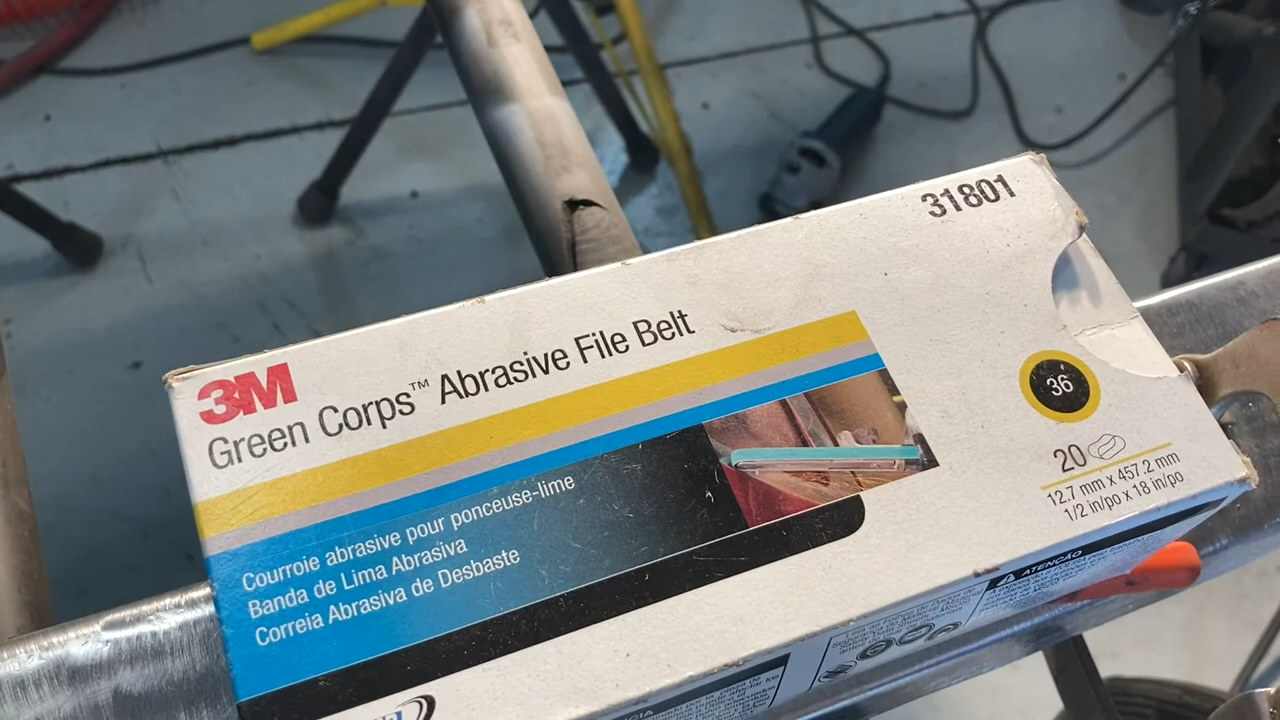 31801
3M
Green Corps™ Abrasive File Belt
36
20
12.7 mm x 457.2 mm
1/2 in/po x 18 in/po
Courroie abrasive pour ponceuse-lime
Banda de Lima Abrasiva
Correia Abrasiva de Desbaste
ATENÇÃO